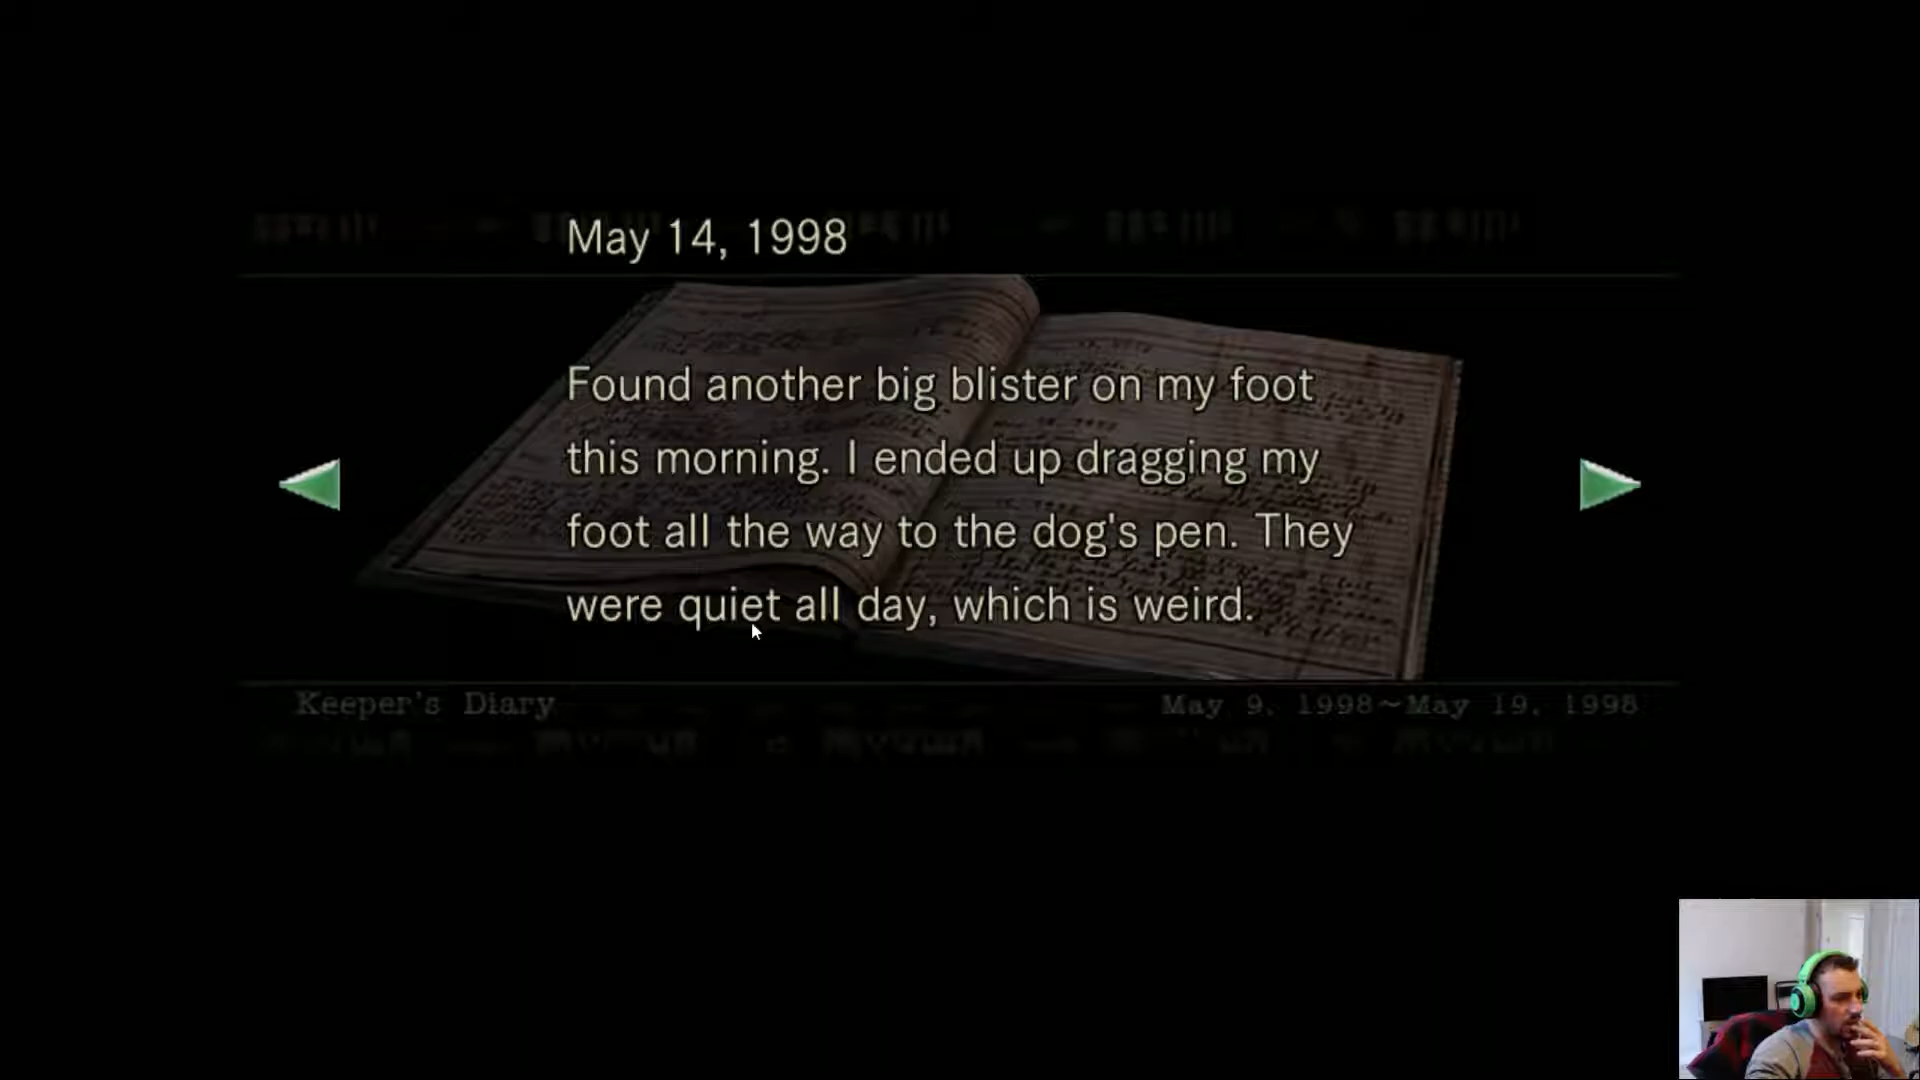 May 14, 1998
Found another big blister on my foot
this morning. I ended up dragging my
foot all the way to the dog's pen. They
were quiet all day, which is weird.
Keeper's Diary
May 9, 1998~May 19, 1998